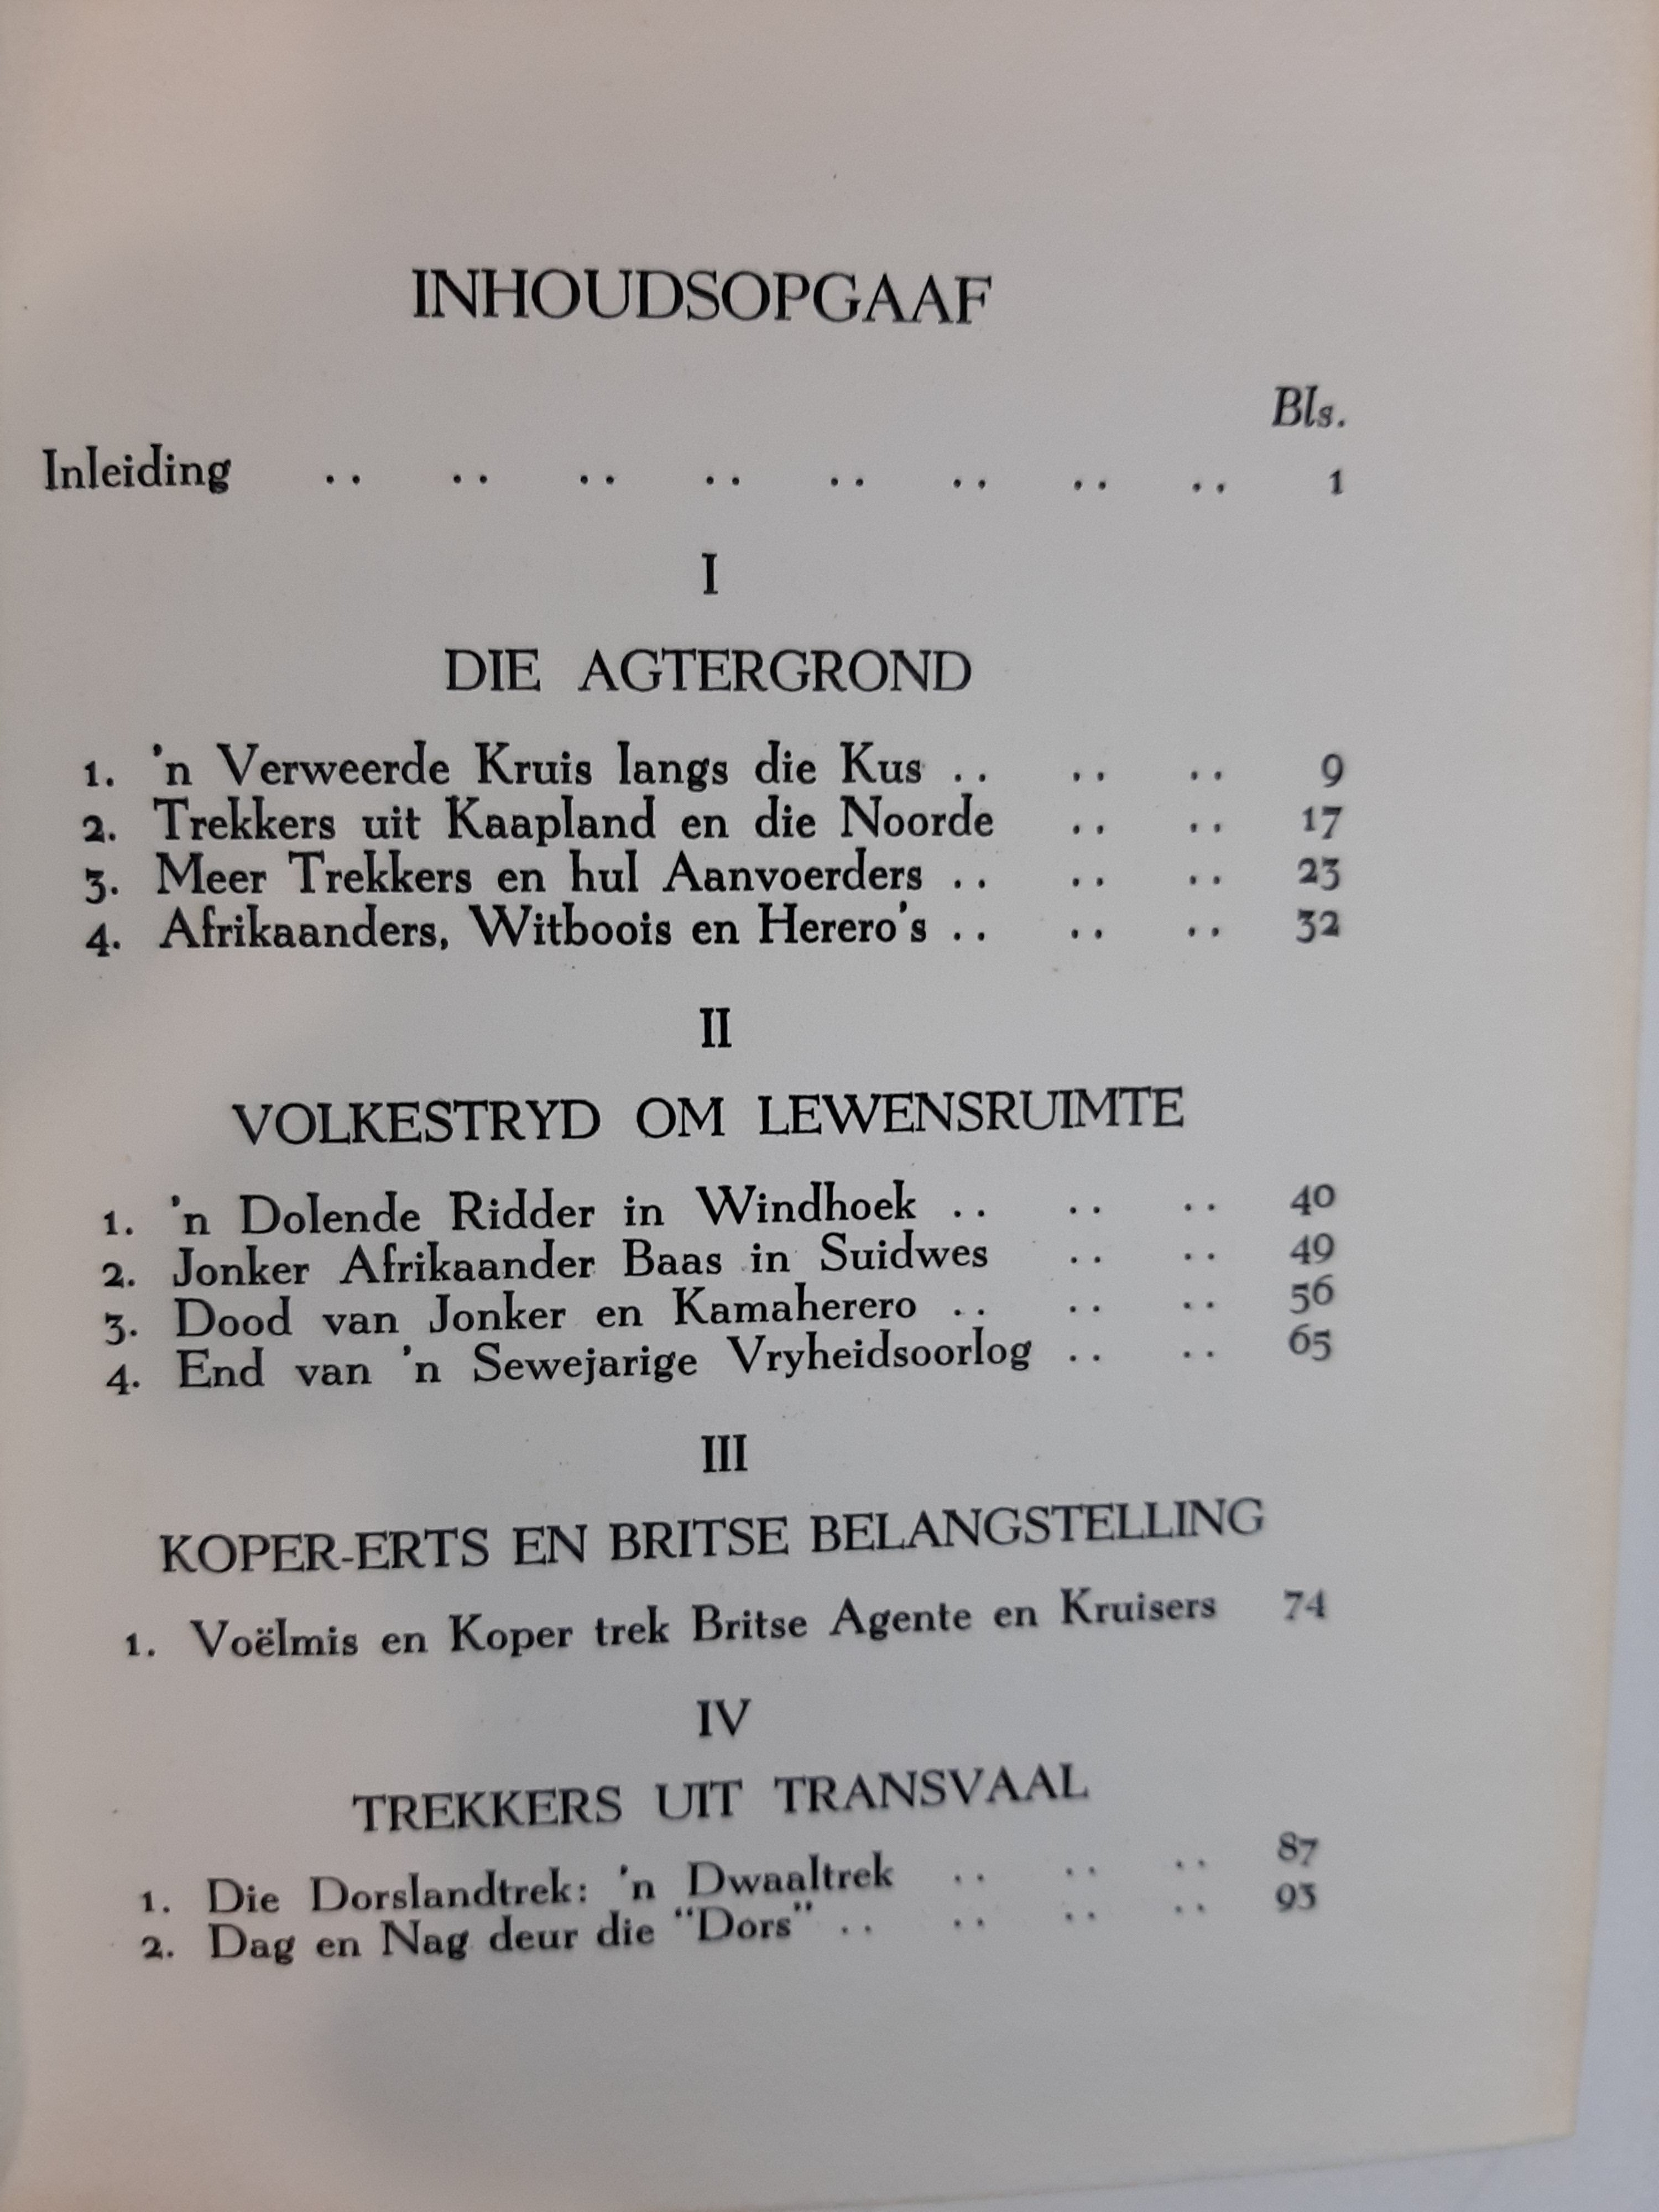 INHOUDSOPGAAF
Bls.
Inleiding .. .. .. .. .. .. .. .. 1
I
DIE AGTERGROND
1. 'n Verweerde Kruis langs die Kus .. .. .. 9
2. Trekkers uit Kaapland en die Noorde .. .. 17
3. Meer Trekkers en hul Aanvoerders .. .. .. 23
4. Afrikaanders, Witboois en Herero's .. .. .. 32
II
VOLKESTRYD OM LEWENSRUIMTE
1. 'n Dolende Ridder in Windhoek .. .. .. 40
2. Jonker Afrikaander Baas in Suidwes .. .. 49
3. Dood van Jonker en Kamaherero .. .. .. 56
4. End van 'n Sewejarige Vryheidsoorlog .. .. 65
III
KOPER-ERTS EN BRITSE BELANGSTELLING
1. Voëlmis en Koper trek Britse Agente en Kruisers 74
IV
TREKKERS UIT TRANSVAAL
1. Die Dorslandtrek: 'n Dwaaltrek .. .. .. 87
2. Dag en Nag deur die "Dors" .. .. .. .. 93